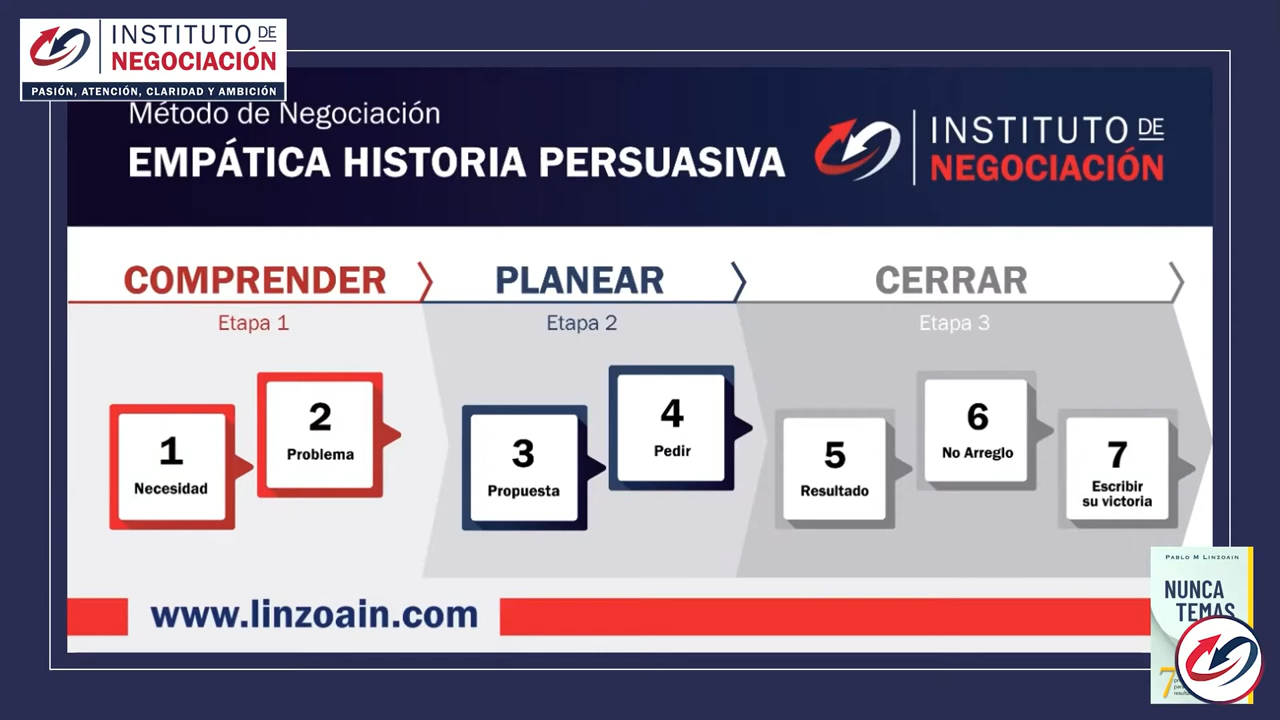 INSTITUTO DE
NEGOCIACIÓN
PASIÓN, ATENCIÓN, CLARIDAD Y AMBICIÓN
Método de Negociación
EMPÁTICA HISTORIA PERSUASIVA
INSTITUTO DE
NEGOCIACIÓN
COMPRENDER
PLANEAR
CERRAR
Etapa 1
Etapa 2
Etapa 3
1
Necesidad
2
Problema
3
Propuesta
4
Pedir
5
Resultado
6
No Arreglo
7
Escribir
su victoria
www.linzoain.com
PABLO M LINZOAIN
NUNCA
TEMAS
7